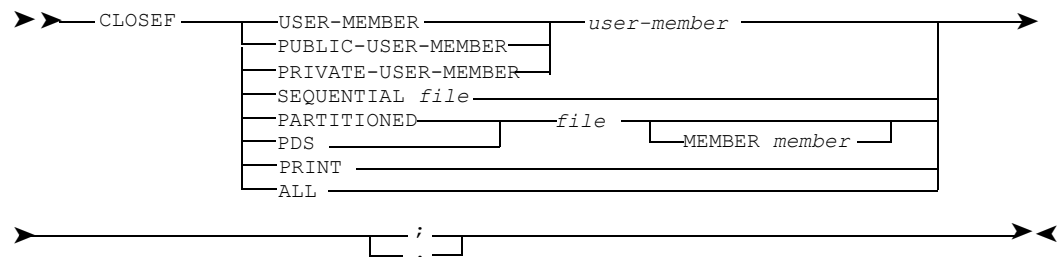 CLOSEF USER-MEMBER user-member
PUBLIC-USER-MEMBER
PRIVATE-USER-MEMBER
SEQUENTIAL file
PARTITIONED file
PDS MEMBER member
PRINT
ALL
;
.